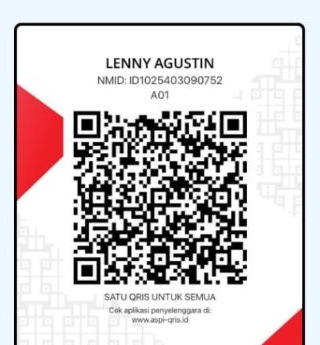 LENNY AGUSTIN
NMID: ID1025403090752
A01
SATU QRIS UNTUK SEMUA
Cek aplikasi penyelenggara di:
www.aspi-qris.id